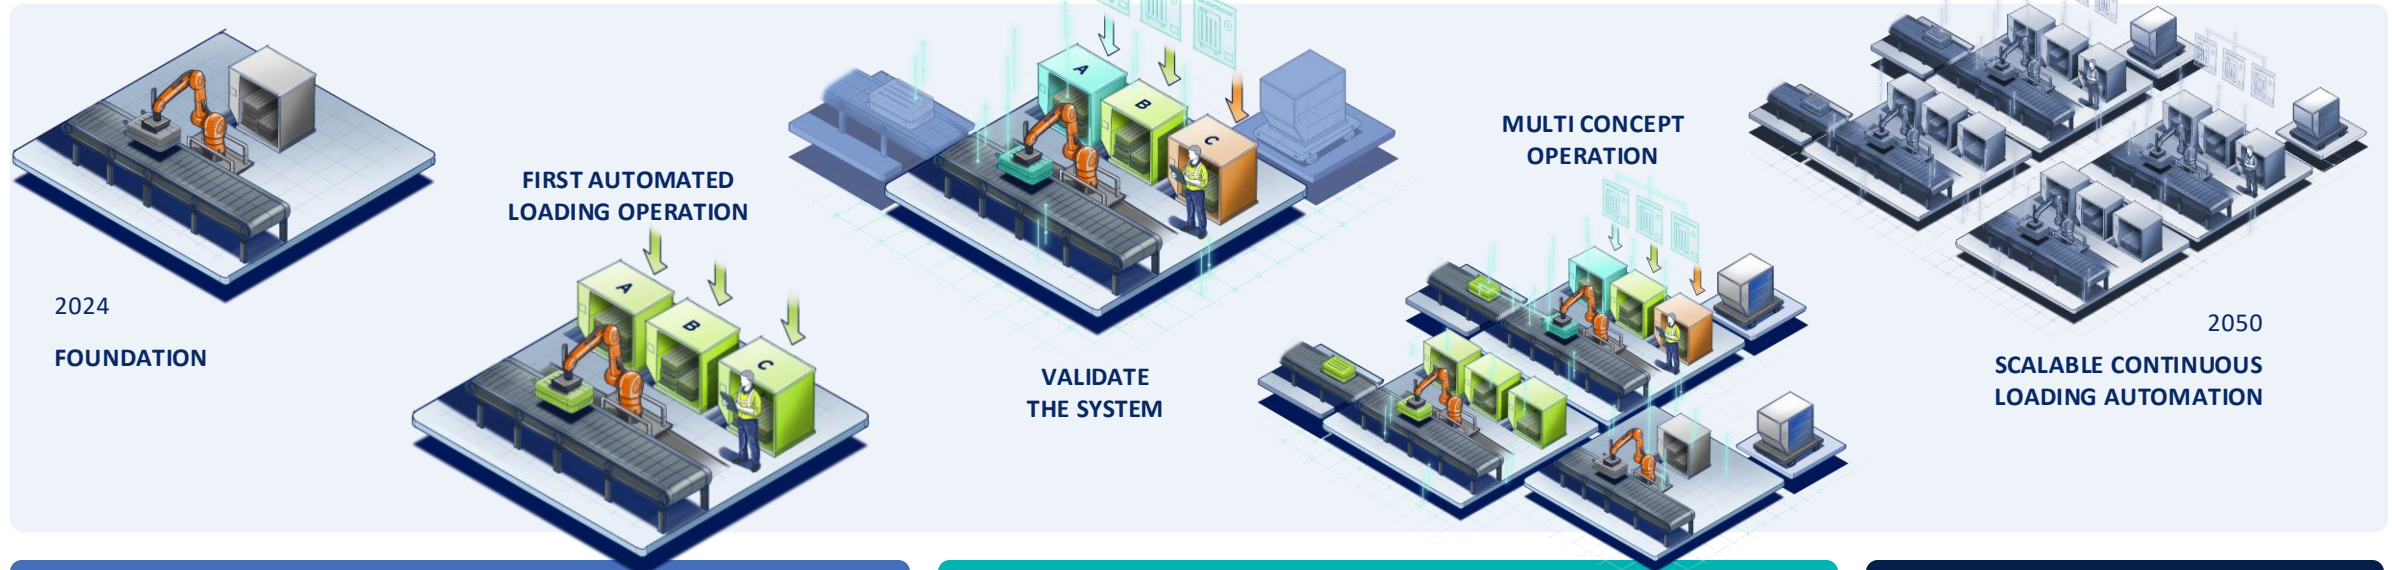 2024
FOUNDATION
FIRST AUTOMATED
LOADING OPERATION
A
B
C
A
B
C
VALIDATE
THE SYSTEM
MULTI CONCEPT
OPERATION
2050
SCALABLE CONTINUOUS
LOADING AUTOMATION